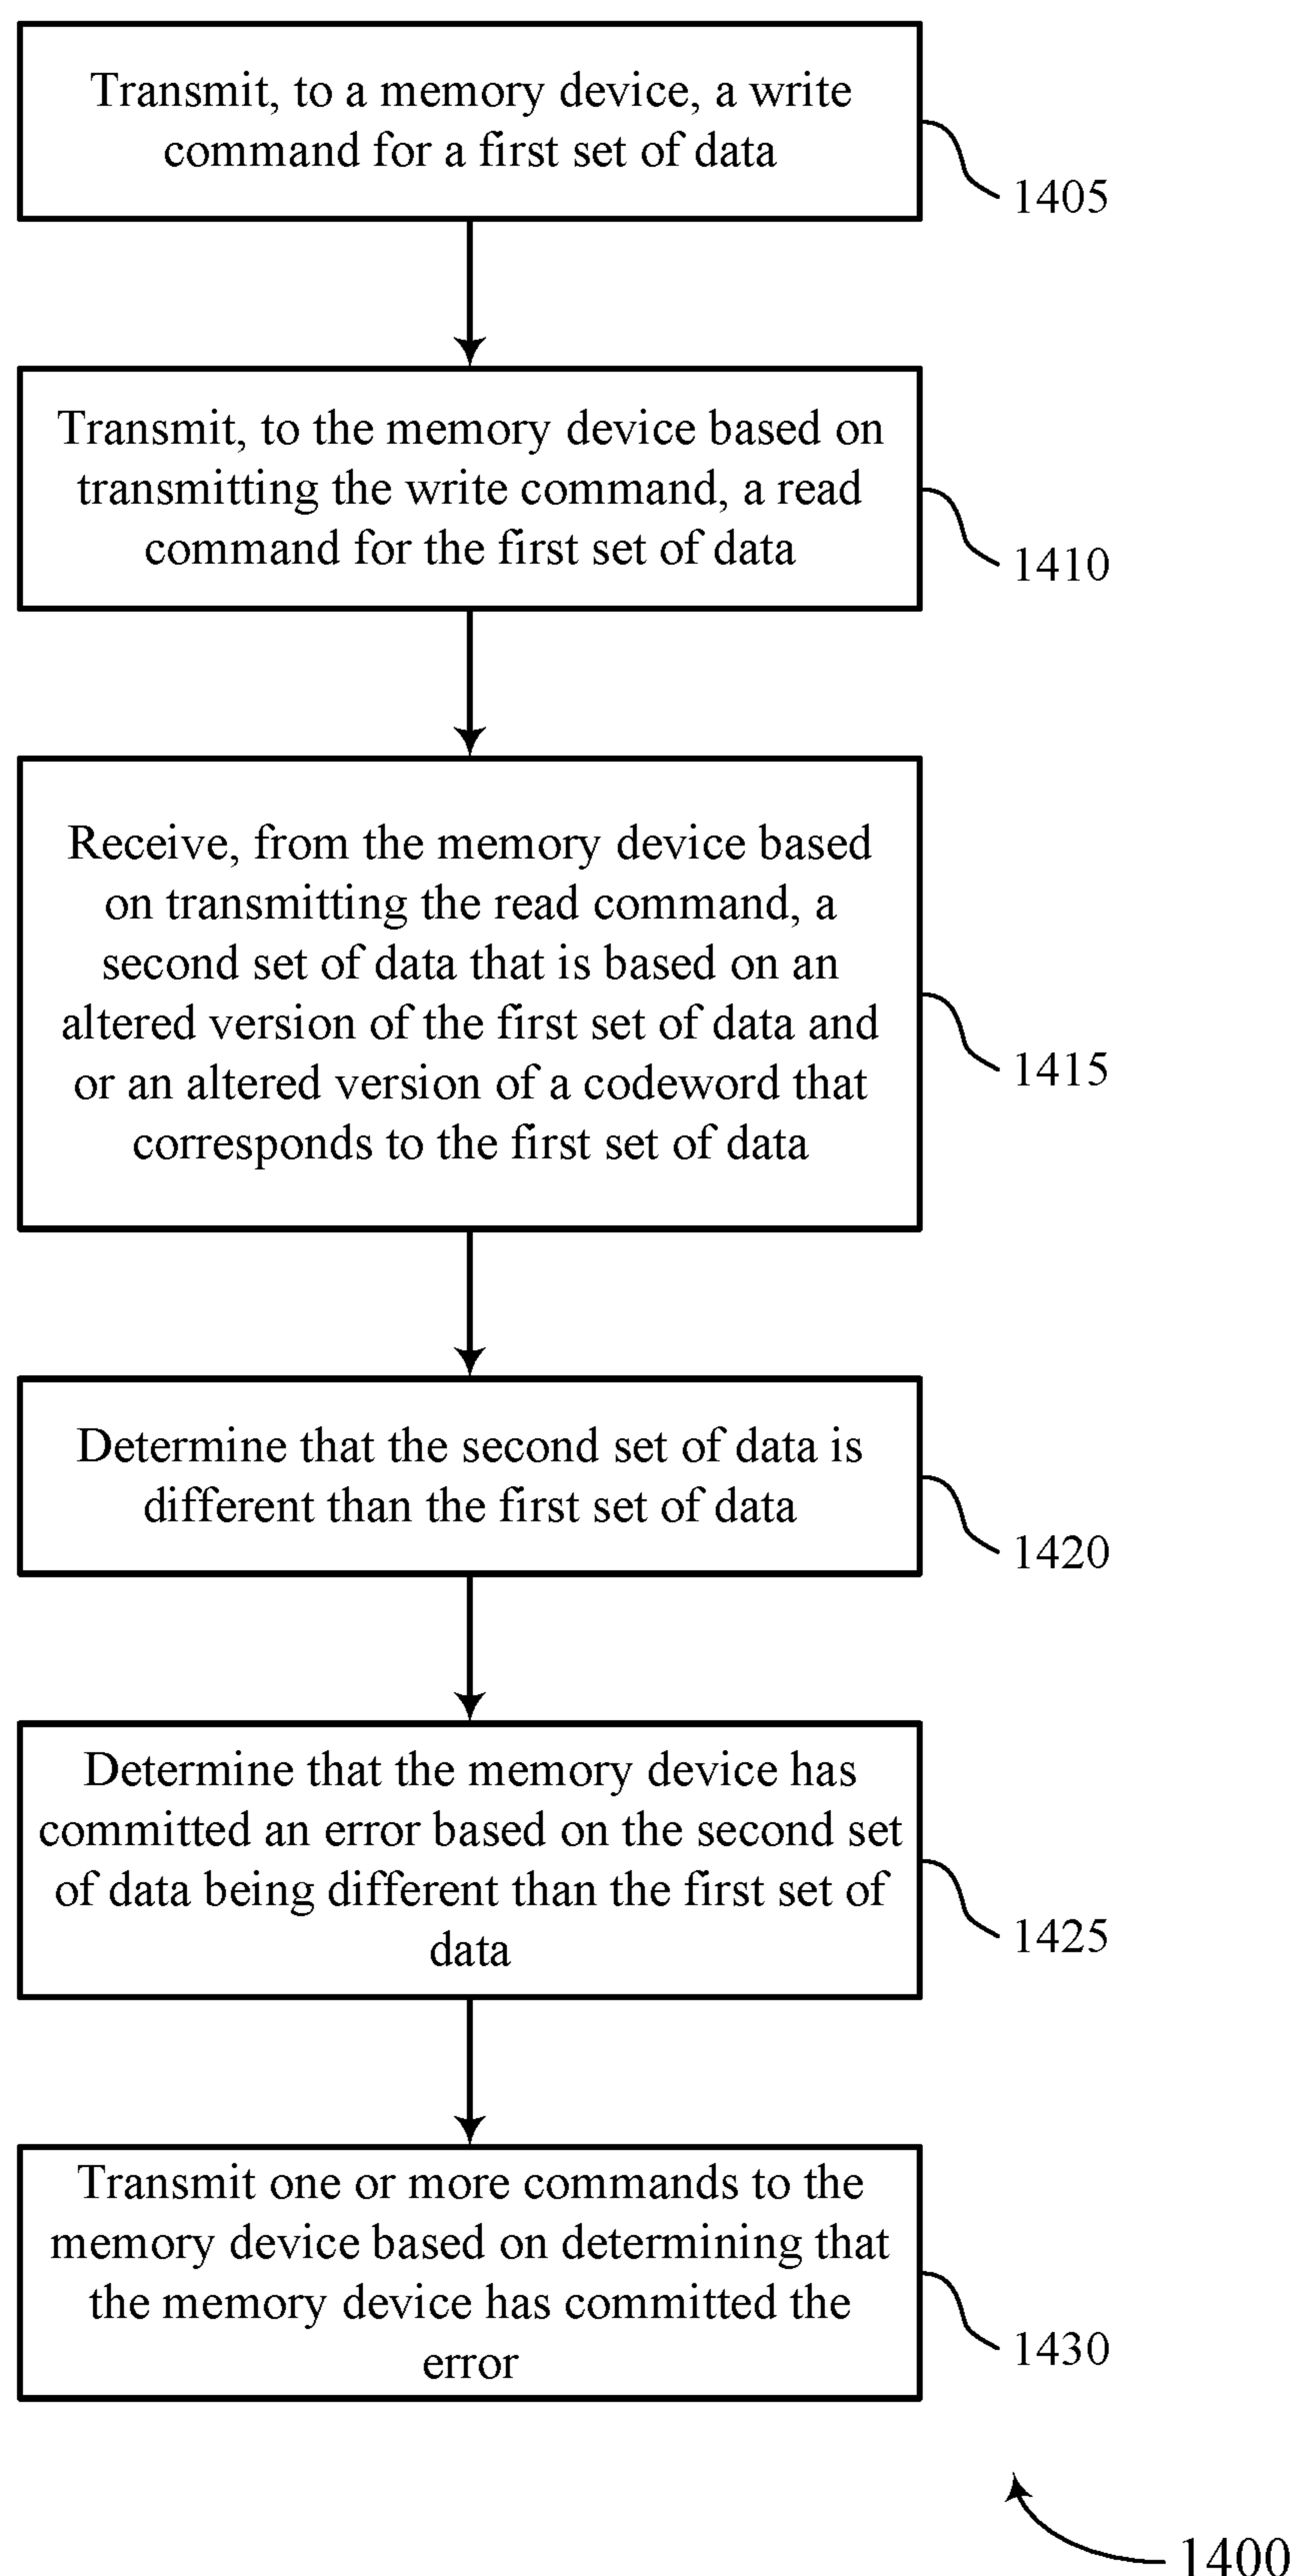 Transmit, to a memory device, a write
command for a first set of data
1405
Transmit, to the memory device based on
transmitting the write command, a read
command for the first set of data
1410
Receive, from the memory device based
on transmitting the read command, a
second set of data that is based on an
altered version of the first set of data and
or an altered version of a codeword that
corresponds to the first set of data
1415
Determine that the second set of data is
different than the first set of data
1420
Determine that the memory device has
committed an error based on the second set
of data being different than the first set of
data
1425
Transmit one or more commands to the
memory device based on determining that
the memory device has committed the
error
1430
1400